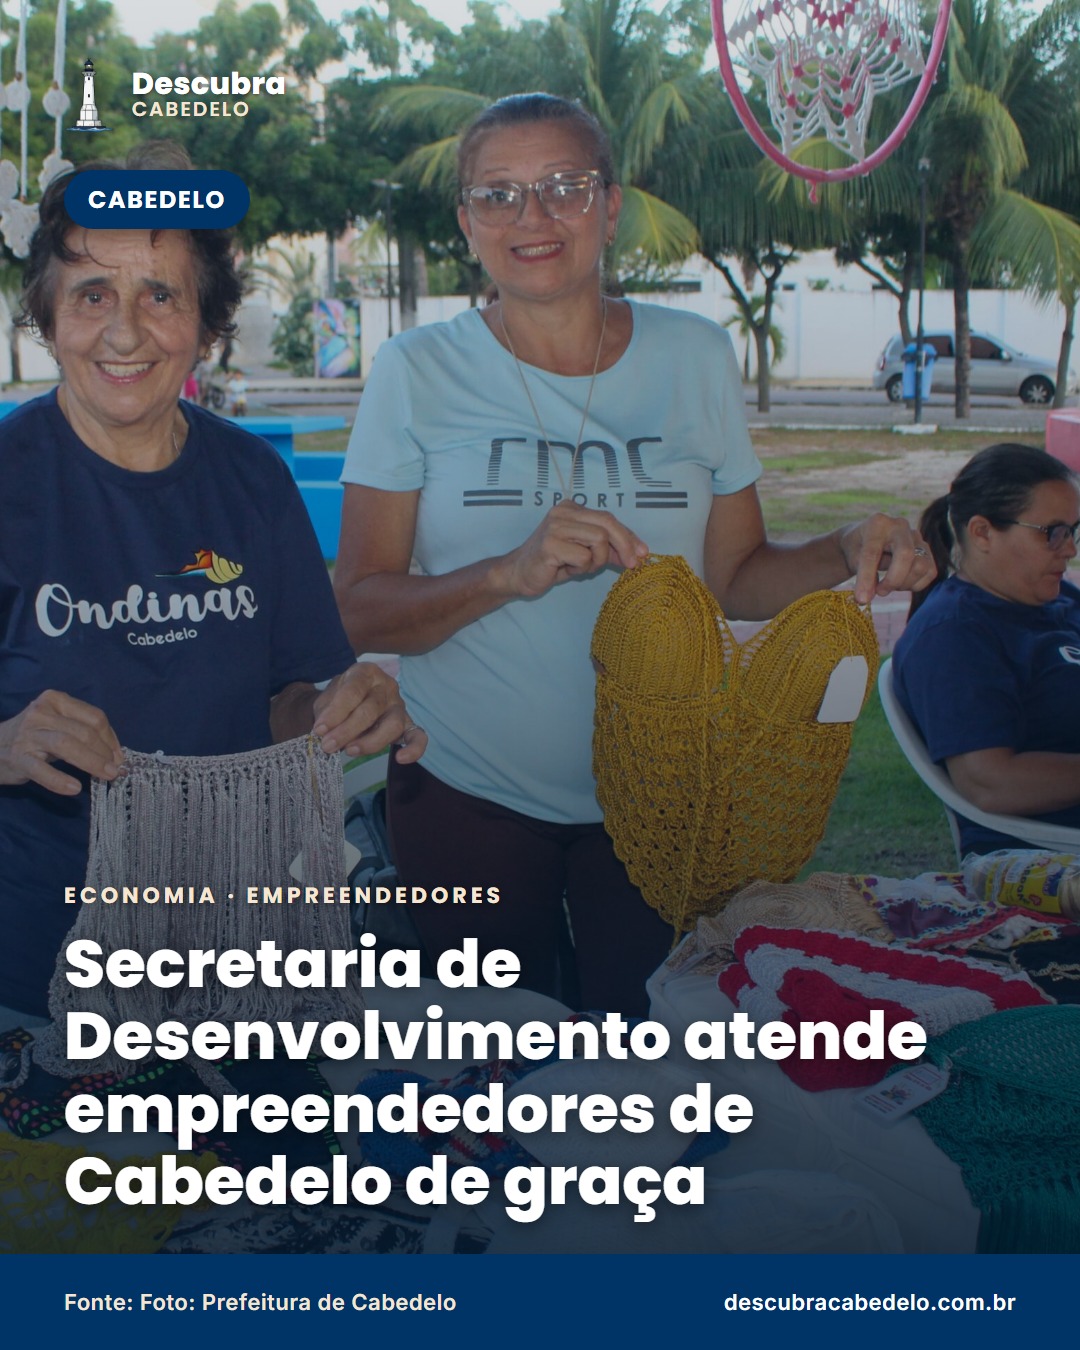 Descubra
CABEDELO
CABEDELO
rmc
SPORT
Ondinas
Cabedelo
ECONOMIA · EMPREENDEDORES
Secretaria de
Desenvolvimento atende
empreendedores de
Cabedelo de graça
Fonte: Foto: Prefeitura de Cabedelo
descubracabedelo.com.br